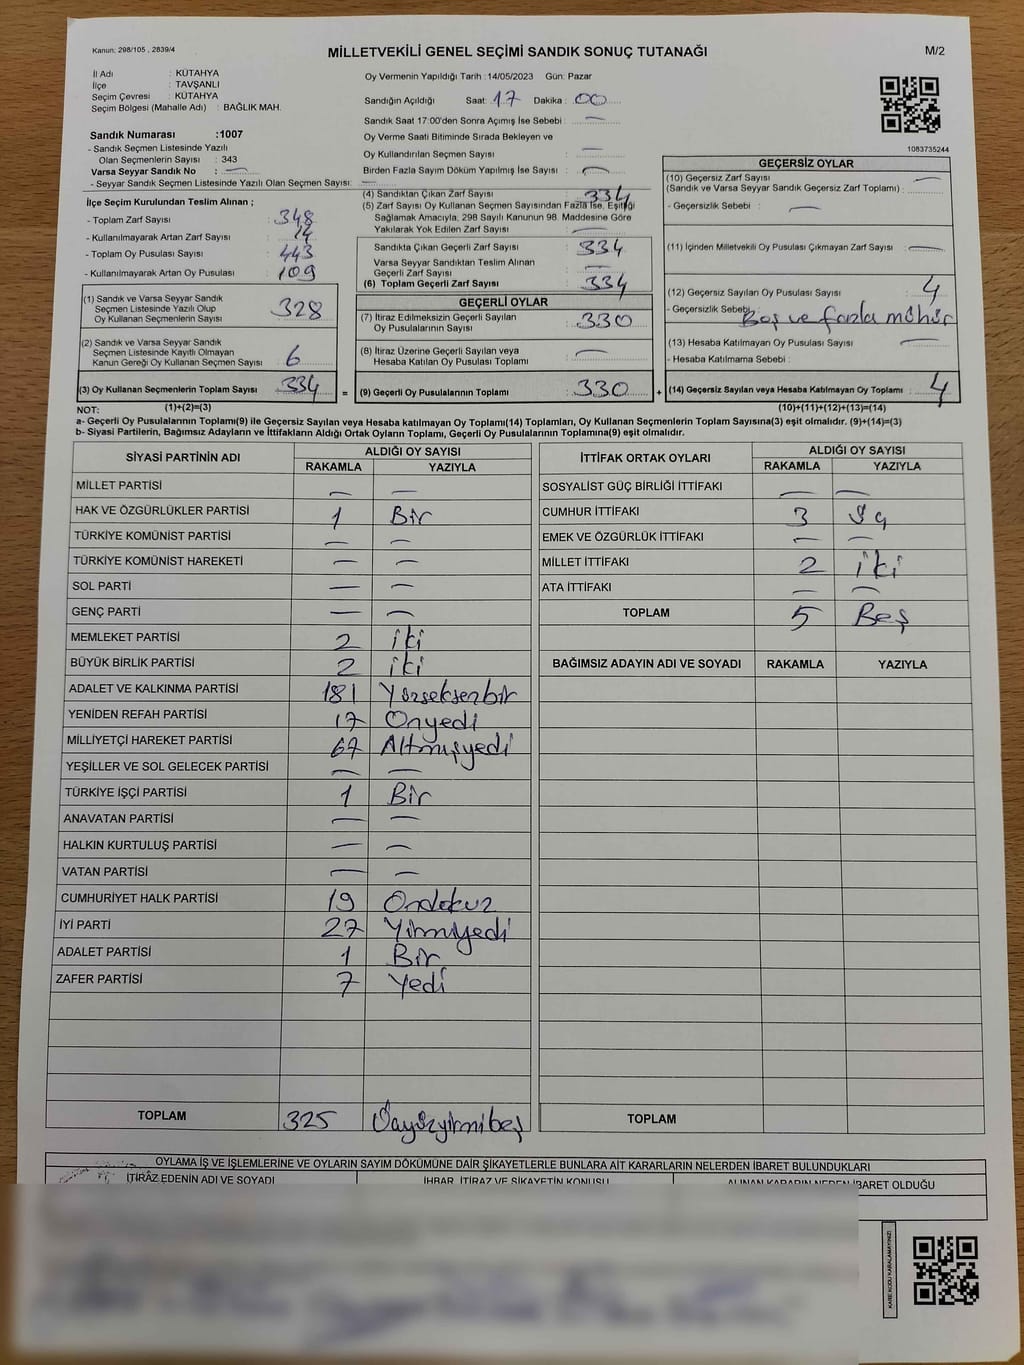 Kanun: 298/105 , 2839/4
MİLLETVEKİLİ GENEL SEÇİMİ SANDIK SONUÇ TUTANAĞI
M/2
İl Adı : KÜTAHYA
İlçe : TAVŞANLI
Seçim Çevresi : KÜTAHYA
Seçim Bölgesi (Mahalle Adı) : BAĞLIK MAH.
Oy Vermenin Yapıldığı Tarih :14/05/2023 Gün: Pazar
Sandığın Açıldığı Saat: 17 Dakika : 00
Sandık Saat 17:00'den Sonra Açımış İse Sebebi : —
Oy Verme Saati Bitiminde Sırada Bekleyen ve
Oy Kullandırılan Seçmen Sayısı : —
Birden Fazla Sayım Döküm Yapılmış İse Sayısı : —
1083735244
Sandık Numarası :1007
- Sandık Seçmen Listesinde Yazılı
Olan Seçmenlerin Sayısı : 343
Varsa Seyyar Sandık No : —
- Seyyar Sandık Seçmen Listesinde Yazılı Olan Seçmen Sayısı: —
İlçe Seçim Kurulundan Teslim Alınan ;
- Toplam Zarf Sayısı : 348
- Kullanılmayarak Artan Zarf Sayısı : 14
- Toplam Oy Pusulası Sayısı : 443
- Kullanılmayarak Artan Oy Pusulası : 109
(1) Sandık ve Varsa Seyyar Sandık
Seçmen Listesinde Yazılı Olup
Oy Kullanan Seçmenlerin Sayısı : 328
(2) Sandık ve Varsa Seyyar Sandık
Seçmen Listesinde Kayıtlı Olmayan
Kanun Gereği Oy Kullanan Seçmen Sayısı : 6
(3) Oy Kullanan Seçmenlerin Toplam Sayısı : 334
(4) Sandıktan Çıkan Zarf Sayısı : 334
(5) Zarf Sayısı Oy Kullanan Seçmen Sayısından Fazla İse, Eşitliği
Sağlamak Amacıyla, 298 Sayılı Kanunun 98. Maddesine Göre
Yakılarak Yok Edilen Zarf Sayısı : —
Sandıkta Çıkan Geçerli Zarf Sayısı : 334
Varsa Seyyar Sandıktan Teslim Alınan
Geçerli Zarf Sayısı : —
(6) Toplam Geçerli Zarf Sayısı : 334
GEÇERLİ OYLAR
(7) İtiraz Edilmeksizin Geçerli Sayılan
Oy Pusulalarının Sayısı : 330
(8) İtiraz Üzerine Geçerli Sayılan veya
Hesaba Katılan Oy Pusulası Toplamı : —
= (9) Geçerli Oy Pusulalarının Toplamı : 330
GEÇERSİZ OYLAR
(10) Geçersiz Zarf Sayısı : —
(Sandık ve Varsa Seyyar Sandık Geçersiz Zarf Toplamı) :
- Geçersizlik Sebebi : —
(11) İçinden Milletvekili Oy Pusulası Çıkmayan Zarf Sayısı : —
(12) Geçersiz Sayılan Oy Pusulası Sayısı : 4
- Geçersizlik Sebebi : Boş ve fazla mühür
(13) Hesaba Katılmayan Oy Pusulası Sayısı : —
- Hesaba Katılmama Sebebi :
+ (14) Geçersiz Sayılan veya Hesaba Katılmayan Oy Toplamı : 4
NOT: (1)+(2)=(3)
(10)+(11)+(12)+(13)=(14)
a- Geçerli Oy Pusulalarının Toplamı(9) ile Geçersiz Sayılan veya Hesaba katılmayan Oy Toplamı(14) Toplamları, Oy Kullanan Seçmenlerin Toplam Sayısına(3) eşit olmalıdır. (9)+(14)=(3)
b- Siyasi Partilerin, Bağımsız Adayların ve İttifakların Aldığı Ortak Oyların Toplamı, Geçerli Oy Pusulalarının Toplamına(9) eşit olmalıdır.
SİYASİ PARTİNİN ADI ALDIĞI OY SAYISI
RAKAMLA YAZIYLA
MİLLET PARTİSİ — —
HAK VE ÖZGÜRLÜKLER PARTİSİ 1 Bir
TÜRKİYE KOMÜNİST PARTİSİ — —
TÜRKİYE KOMÜNİST HAREKETİ — —
SOL PARTİ — —
GENÇ PARTİ — —
MEMLEKET PARTİSİ 2 iki
BÜYÜK BİRLİK PARTİSİ 2 iki
ADALET VE KALKINMA PARTİSİ 181 Yüzseksenbir
YENİDEN REFAH PARTİSİ 17 Onyedi
MİLLİYETÇİ HAREKET PARTİSİ 67 Altmışyedi
YEŞİLLER VE SOL GELECEK PARTİSİ — —
TÜRKİYE İŞÇİ PARTİSİ 1 Bir
ANAVATAN PARTİSİ — —
HALKIN KURTULUŞ PARTİSİ — —
VATAN PARTİSİ — —
CUMHURİYET HALK PARTİSİ 19 Ondokuz
İYİ PARTİ 27 Yirmiyedi
ADALET PARTİSİ 1 Bir
ZAFER PARTİSİ 7 Yedi
TOPLAM 325 Üçyüzyirmibeş
İTTİFAK ORTAK OYLARI ALDIĞI OY SAYISI
RAKAMLA YAZIYLA
SOSYALİST GÜÇ BİRLİĞİ İTTİFAKI — —
CUMHUR İTTİFAKI 3 Üç
EMEK VE ÖZGÜRLÜK İTTİFAKI — —
MİLLET İTTİFAKI 2 iki
ATA İTTİFAKI — —
TOPLAM 5 Beş
BAĞIMSIZ ADAYIN ADI VE SOYADI RAKAMLA YAZIYLA
TOPLAM
OYLAMA İŞ VE İŞLEMLERİNE VE OYLARIN SAYIM DÖKÜMÜNE DAİR ŞİKAYETLERLE BUNLARA AİT KARARLARIN NELERDEN İBARET BULUNDUKLARI
İTİRAZ EDENİN ADI VE SOYADI İHBAR, İTİRAZ VE ŞİKAYETİN KONUSU ALINAN KARARIN NEDEN İBARET OLDUĞU
KARE KODU KARALAMAYINIZ!